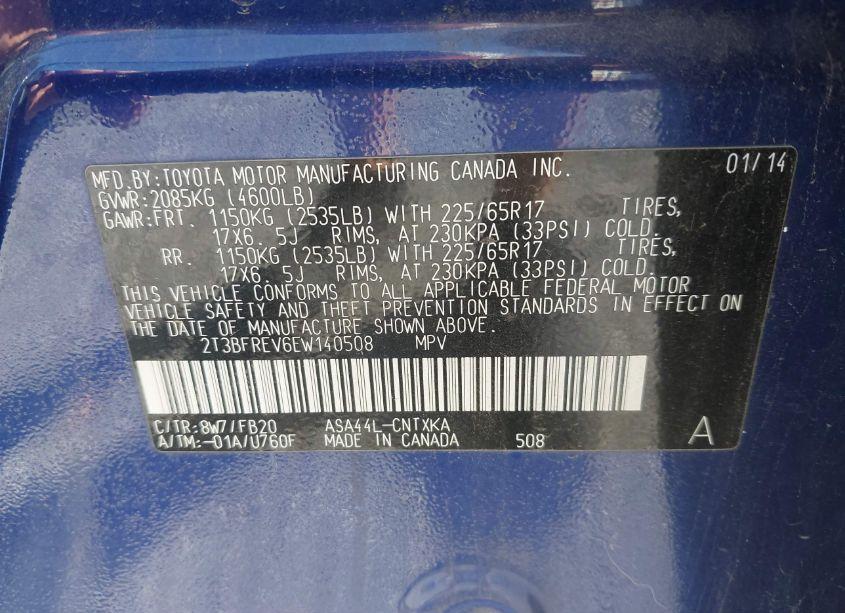 MFD.BY:TOYOTA MOTOR MANUFACTURING CANADA INC. 01/14
GVWR:2085KG (4600LB)
GAWR:FRT. 1150KG (2535LB) WITH 225/65R17 TIRES,
17X6. 5J RIMS, AT 230KPA (33PSI) COLD.
RR. 1150KG (2535LB) WITH 225/65R17 TIRES,
17X6. 5J RIMS, AT 230KPA (33PSI) COLD.
THIS VEHICLE CONFORMS TO ALL APPLICABLE FEDERAL MOTOR
VEHICLE SAFETY AND THEFT PREVENTION STANDARDS IN EFFECT ON
THE DATE OF MANUFACTURE SHOWN ABOVE.
2T3BFREV6EW140508 MPV
C/TR:8W7/FB20 ASA44L-CNTXKA
A/TM:-01A/U760F MADE IN CANADA 508 A